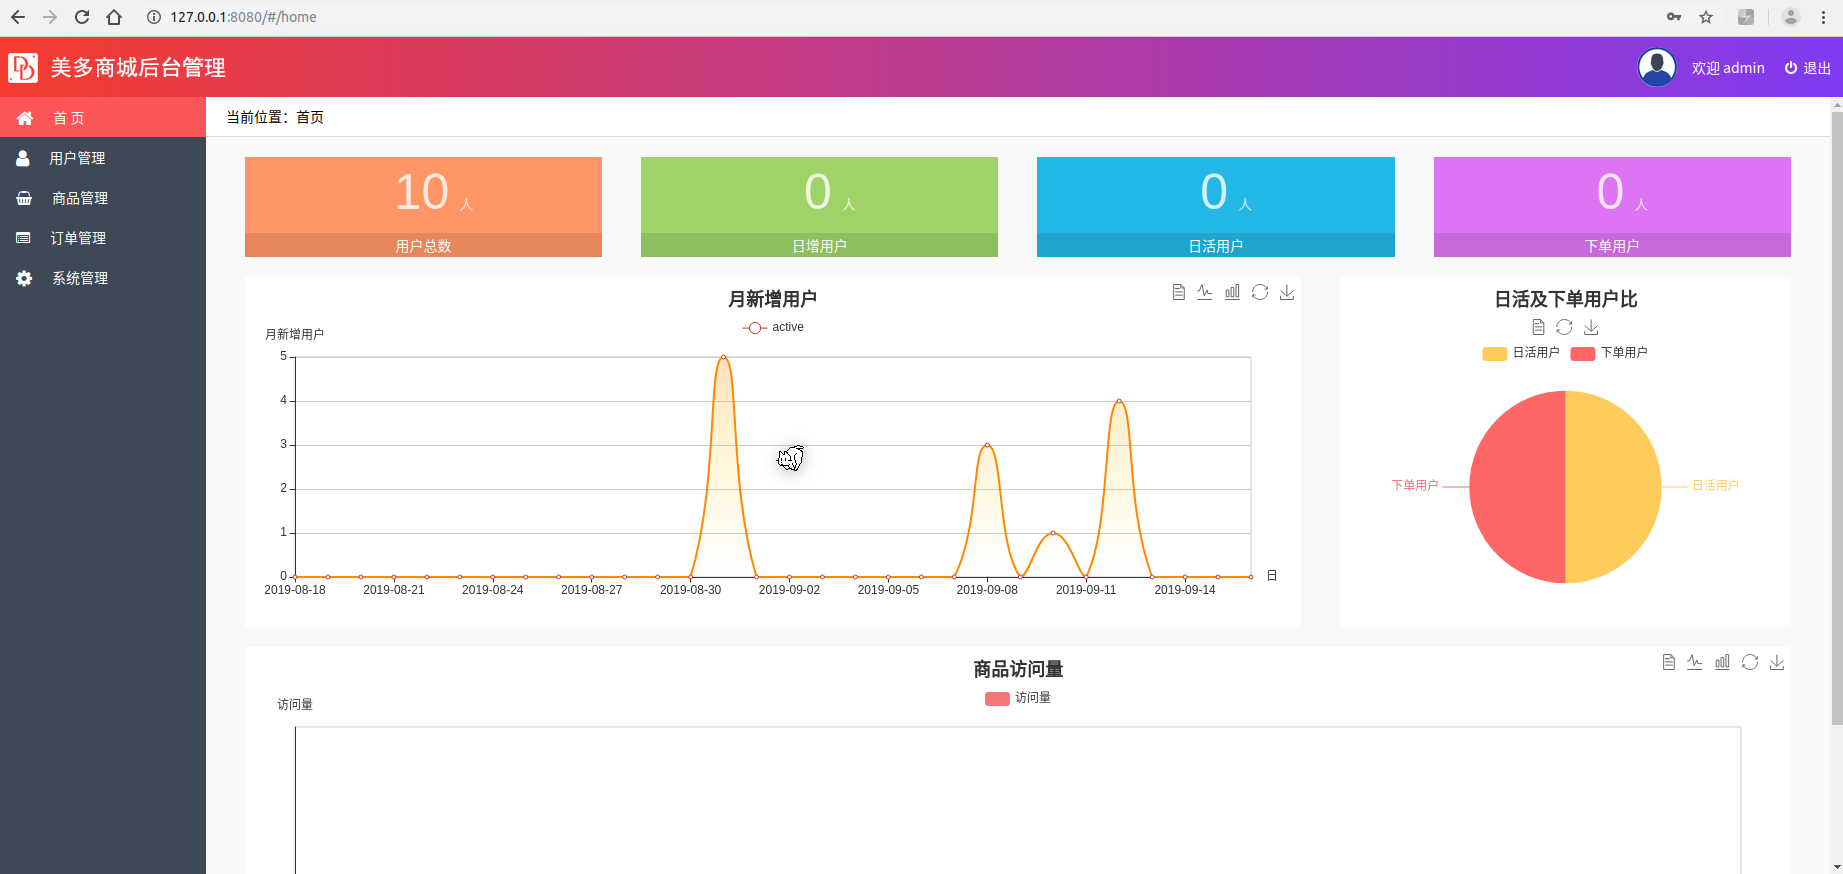 127.0.0.1:8080/#/home
美多商城后台管理
欢迎 admin
退出
首 页
用户管理
商品管理
订单管理
系统管理
当前位置：首页
10 人
用户总数
0 人
日增用户
0 人
日活用户
0 人
下单用户
月新增用户
active
月新增用户
5
4
3
2
1
0
2019-08-18 2019-08-21 2019-08-24 2019-08-27 2019-08-30 2019-09-02 2019-09-05 2019-09-08 2019-09-11 2019-09-14
日
日活及下单用户比
日活用户 下单用户
下单用户 日活用户
商品访问量
访问量
访问量